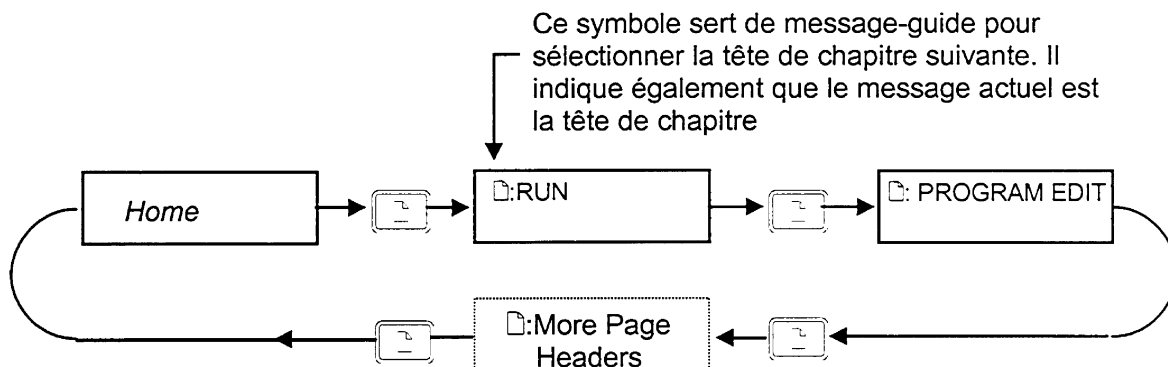 Ce symbole sert de message-guide pour
sélectionner la tête de chapitre suivante. Il
indique également que le message actuel est
la tête de chapitre
Home
:RUN
: PROGRAM EDIT
:More Page
Headers